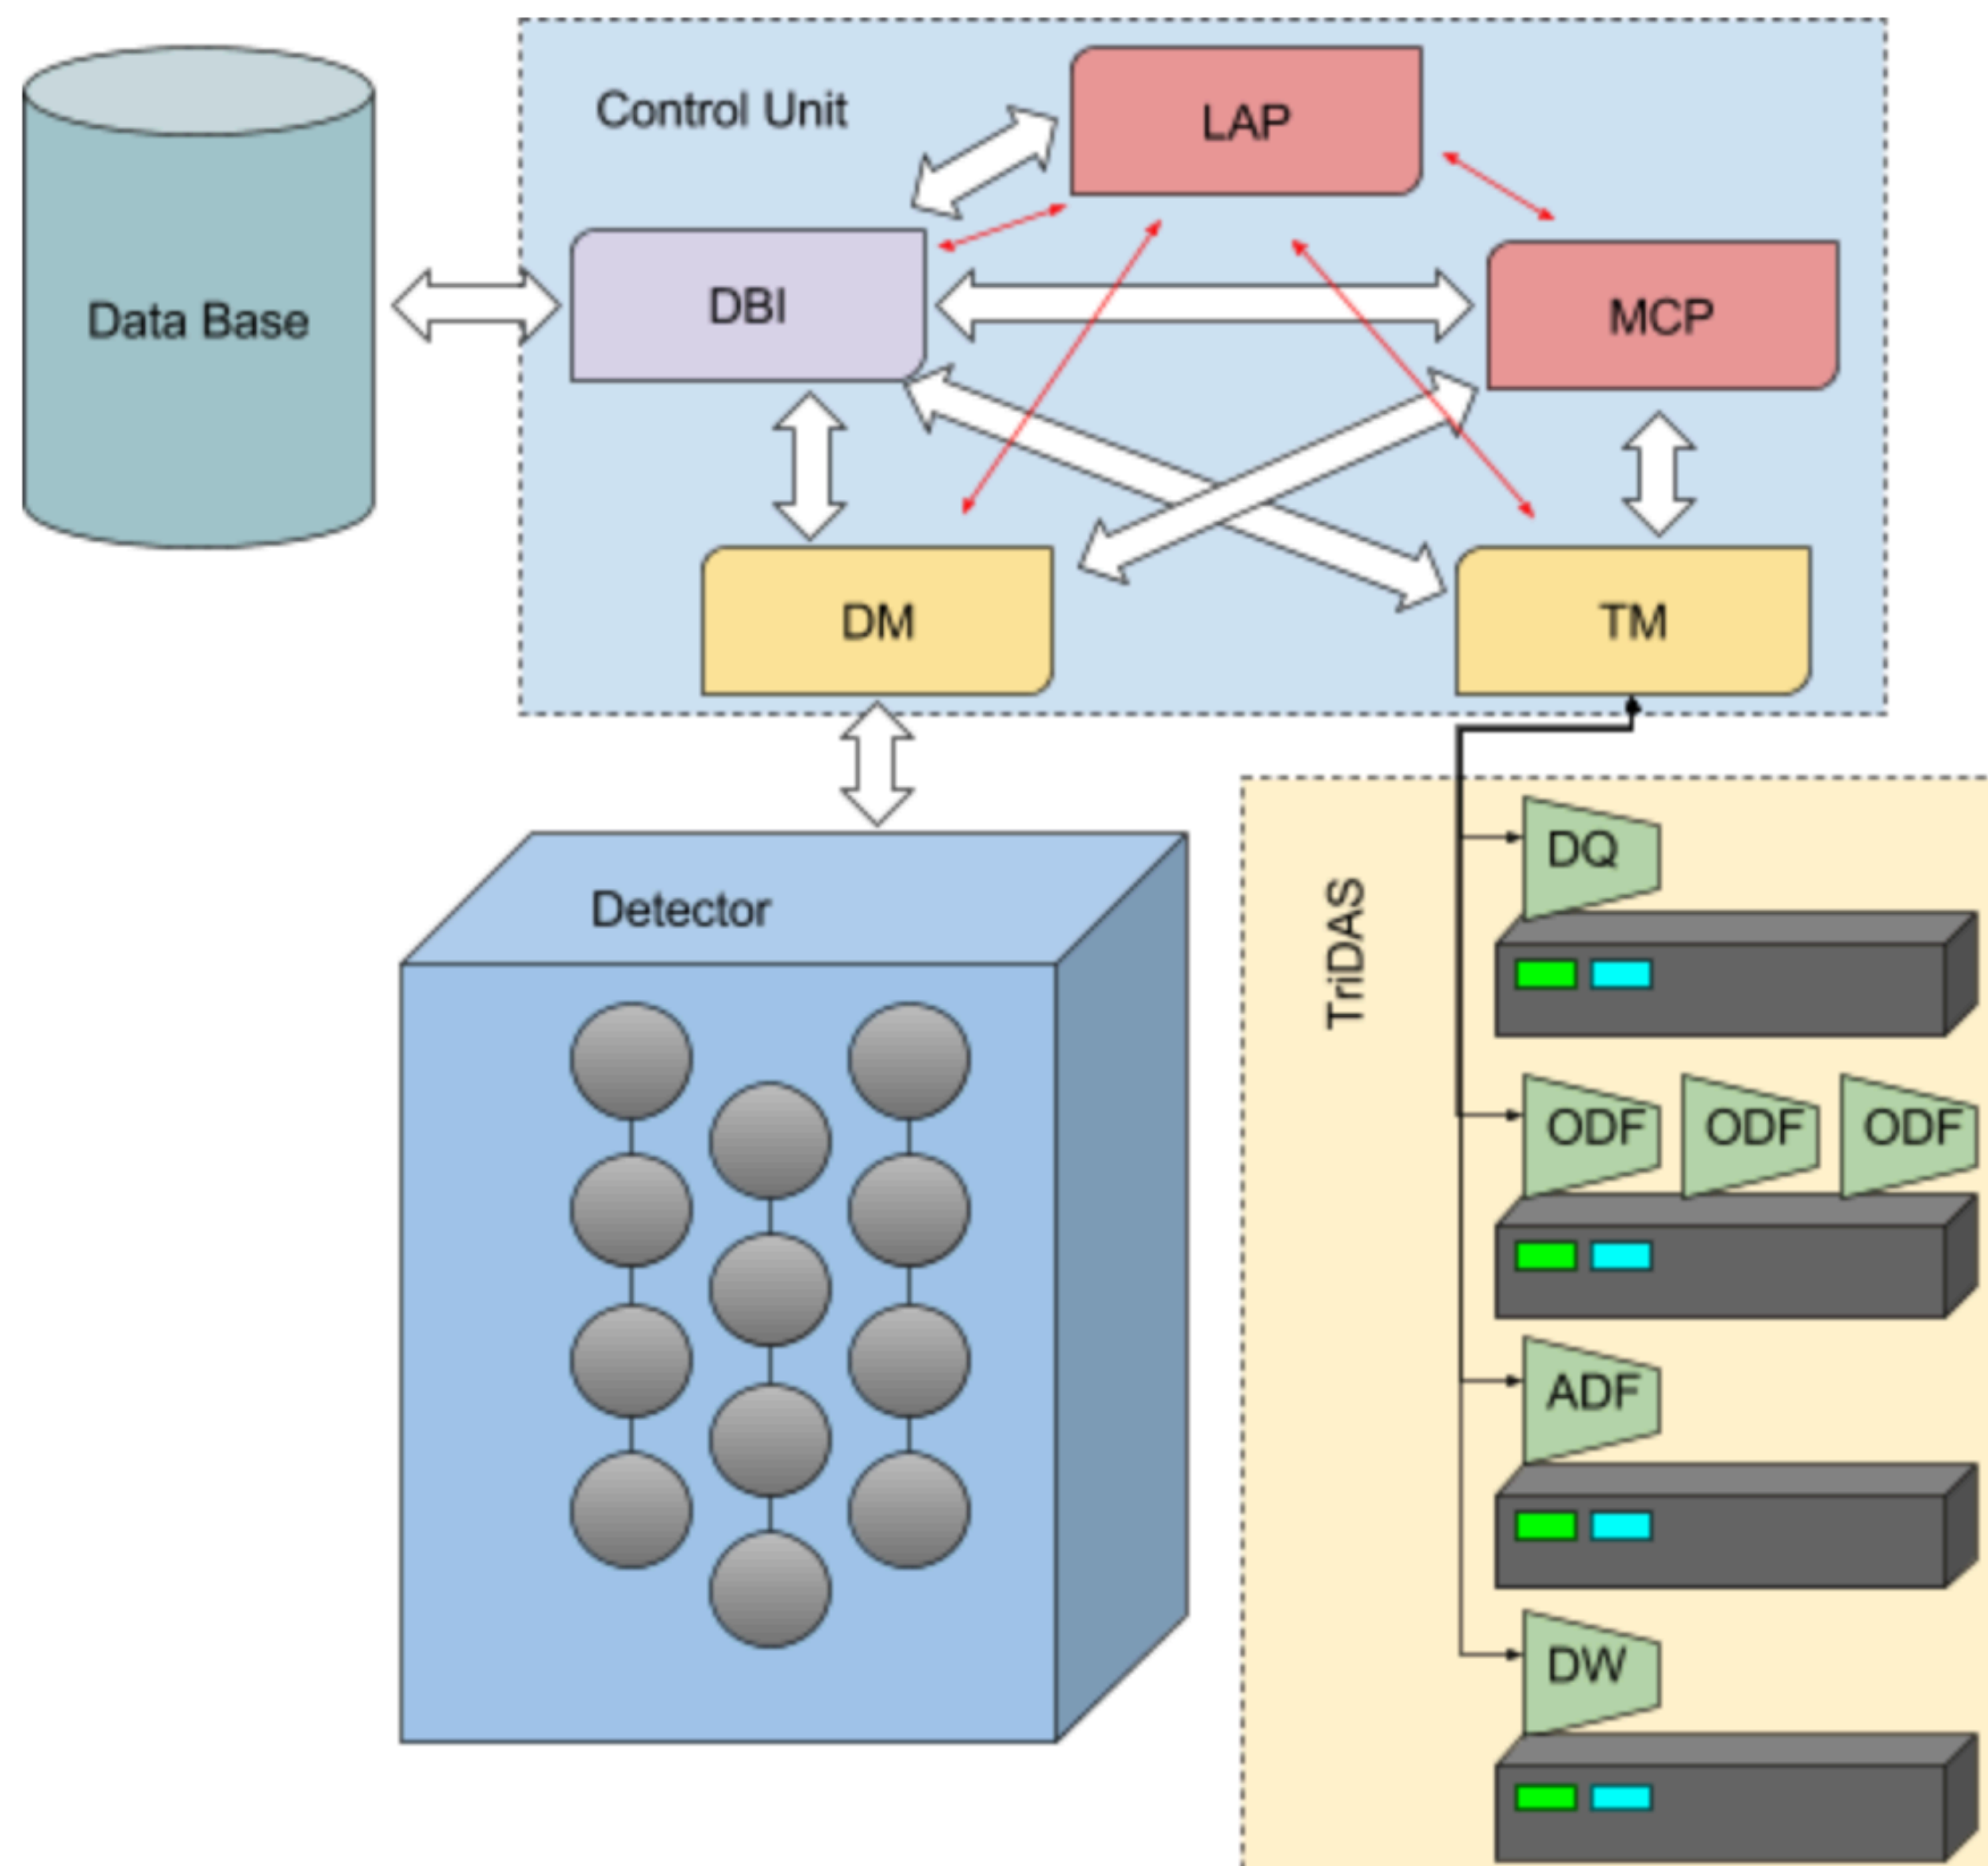 Control Unit
LAP
Data Base
DBI
MCP
DM
TM
Detector
TriDAS
DQ
ODF ODF ODF
ADF
DW